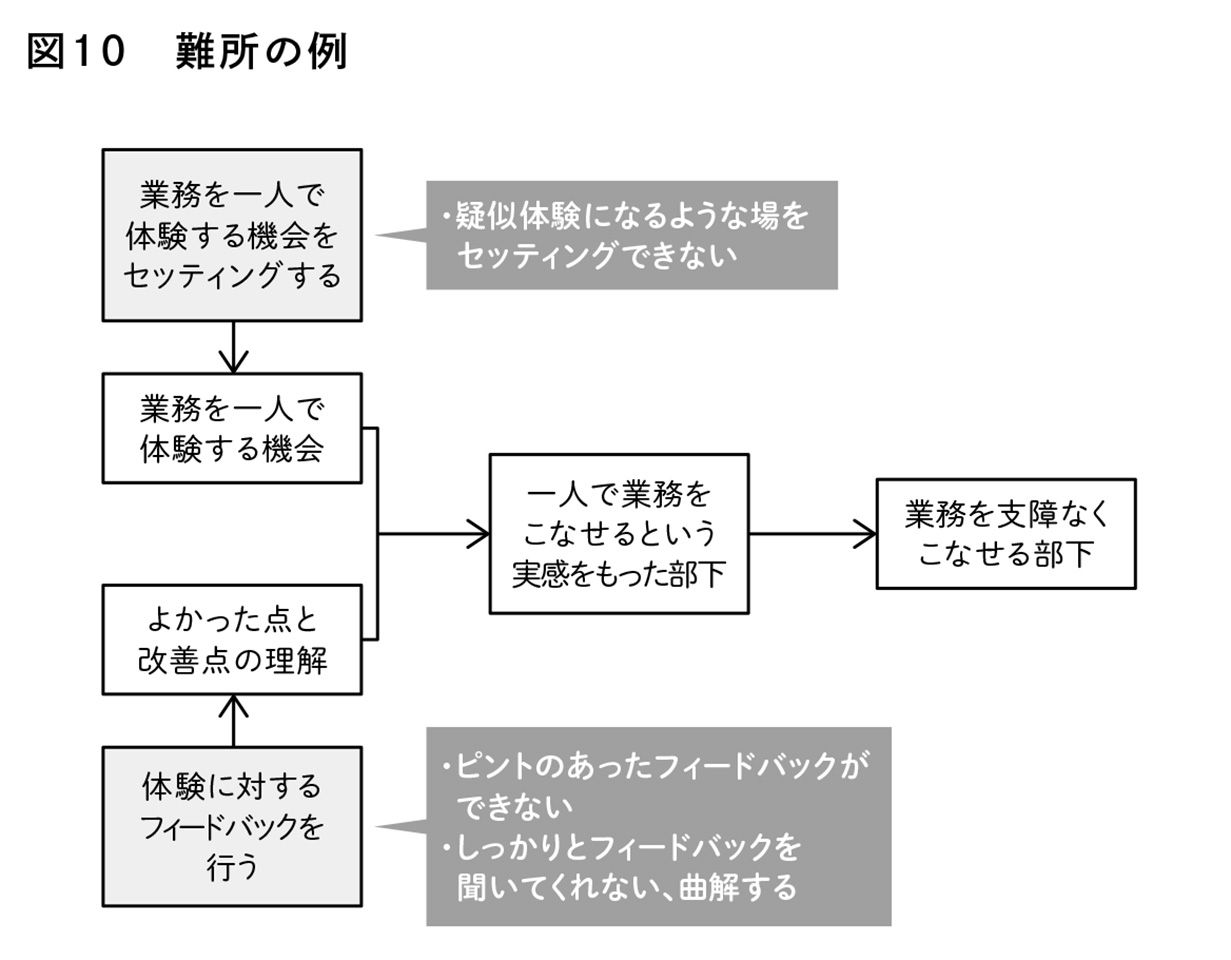 図10　難所の例
業務を一人で
体験する機会を
セッティングする
・疑似体験になるような場を
セッティングできない
業務を一人で
体験する機会
一人で業務を
こなせるという
実感をもった部下
業務を支障なく
こなせる部下
よかった点と
改善点の理解
体験に対する
フィードバックを
行う
・ピントのあったフィードバックが
できない
・しっかりとフィードバックを
聞いてくれない、曲解する